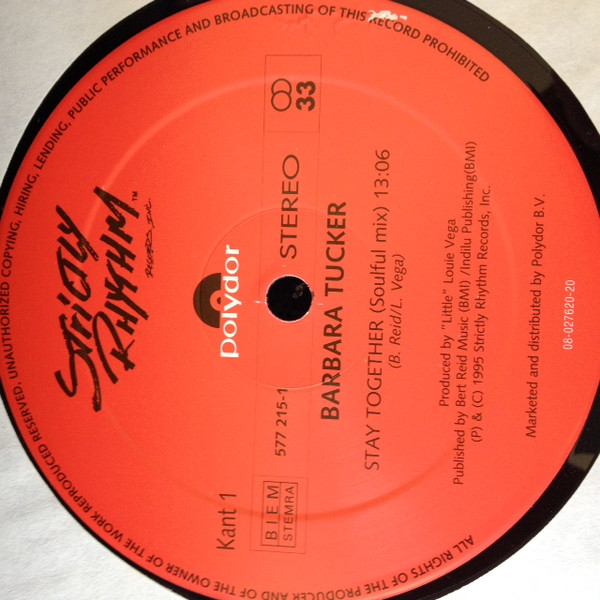 ALL RIGHTS OF THE PRODUCER AND OF THE OWNER OF THE WORK REPRODUCED RESERVED. UNAUTHORIZED COPYING, HIRING, LENDING, PUBLIC PERFORMANCE AND BROADCASTING OF THIS RECORD PROHIBITED
STRICTLY
RHYTHM™
RECORDS INC.
polydor
Kant 1
BIEM
STEMRA
577 215-1
STEREO
33
BARBARA TUCKER
STAY TOGETHER (Soulful mix) 13:06
(B. Reid/L. Vega)
Produced by "Little" Louie Vega
Published by Bert Reid Music (BMI) /Indilu Publishing(BMI)
(P) & (C) 1995 Strictly Rhythm Records, Inc.
Marketed and distributed by Polydor B.V.
08-027620-20